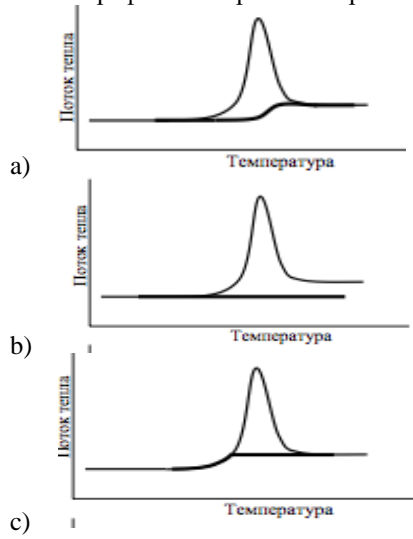 Поток тепла
Температура
a)
Поток тепла
Температура
b)
Поток тепла
Температура
c)